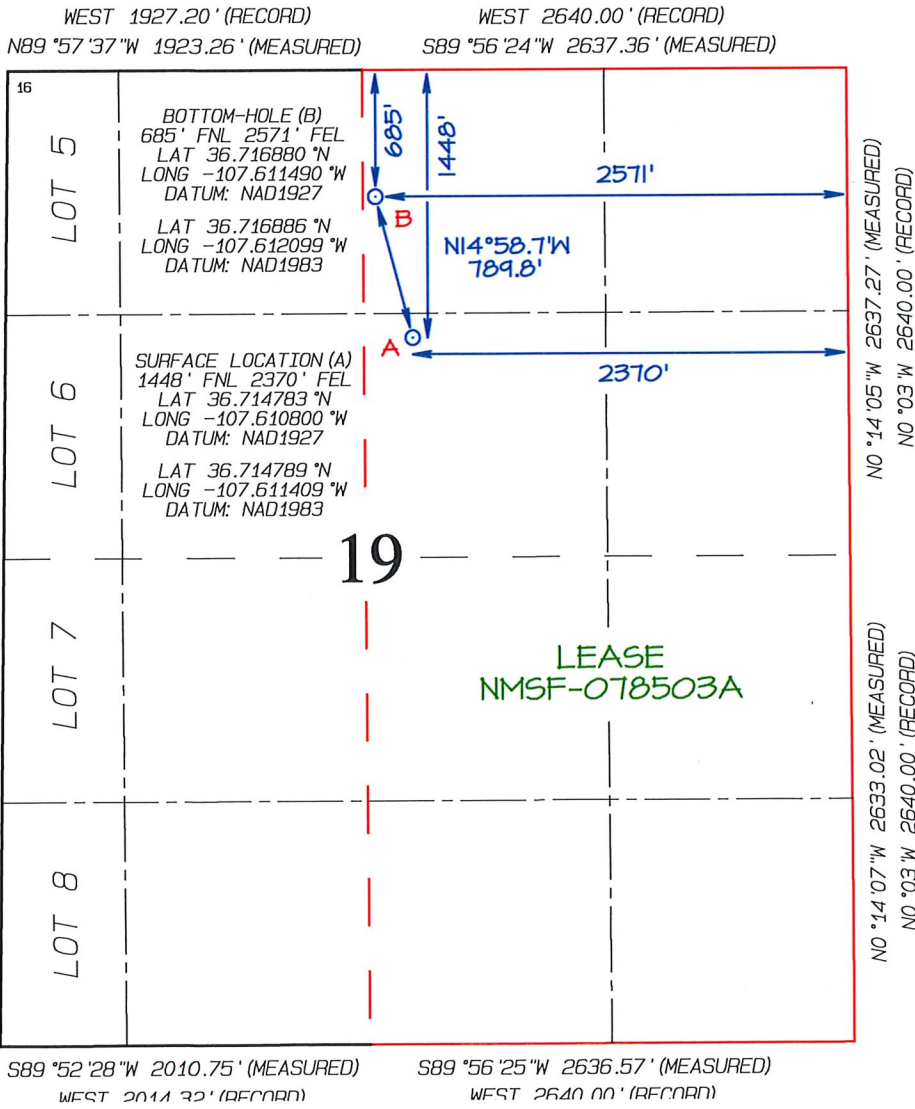 WEST 1927.20' (RECORD)
WEST 2640.00' (RECORD)
N89°57'37"W 1923.26' (MEASURED)
S89°56'24"W 2637.36' (MEASURED)
16
LOT 5
BOTTOM-HOLE (B)
685' FNL 2571' FEL
LAT 36.716880°N
LONG -107.611490°W
DATUM: NAD1927
LAT 36.716886°N
LONG -107.612099°W
DATUM: NAD1983
685'
1448'
2571'
B
N14°58.7'W
789.8'
A
2370'
N0°14'05"W 2637.27' (MEASURED)
N0°03'W 2640.00' (RECORD)
LOT 6
SURFACE LOCATION (A)
1448' FNL 2370' FEL
LAT 36.714783°N
LONG -107.610800°W
DATUM: NAD1927
LAT 36.714789°N
LONG -107.611409°W
DATUM: NAD1983
19
LOT 7
LEASE
NMSF-078503A
N0°14'07"W 2633.02' (MEASURED)
N0°03'W 2640.00' (RECORD)
LOT 8
S89°52'28"W 2010.75' (MEASURED)
S89°56'25"W 2636.57' (MEASURED)
WEST 2014.32' (RECORD)
WEST 2640.00' (RECORD)